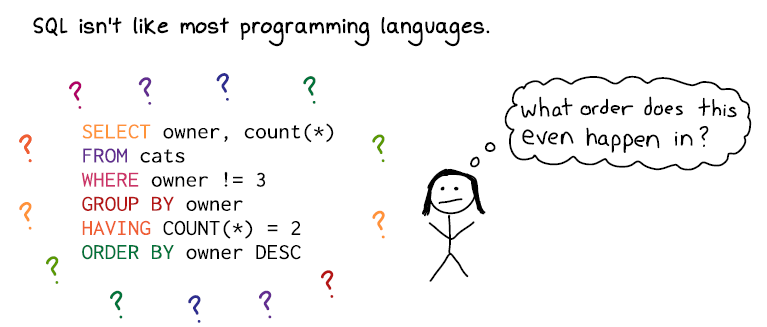 SQL isn't like most programming languages.
? ? ? ?
? ?
SELECT owner, count(*)
FROM cats
WHERE owner != 3
GROUP BY owner
HAVING COUNT(*) = 2
ORDER BY owner DESC
? ?
? ?
? ? ?
What order does this
even happen in?